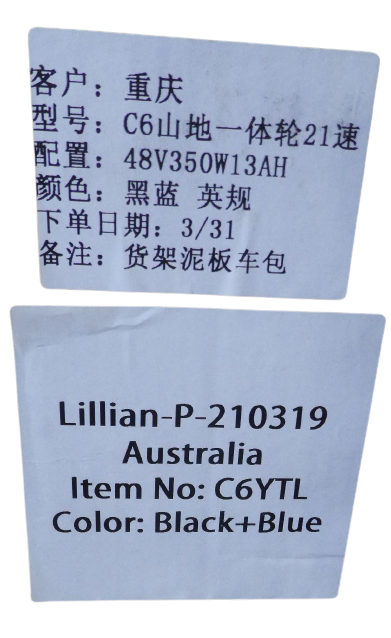 客户：重庆
型号：C6山地一体轮21速
配置：48V350W13AH
颜色：黑蓝 英规
下单日期：3/31
备注：货架泥板车包
Lillian-P-210319
Australia
Item No: C6YTL
Color: Black+Blue